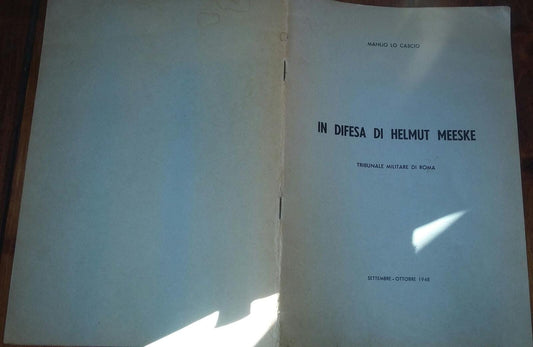 MANLIO LO CASCIO
IN DIFESA DI HELMUT MEESKE
TRIBUNALE MILITARE DI ROMA
SETTEMBRE - OTTOBRE 1948